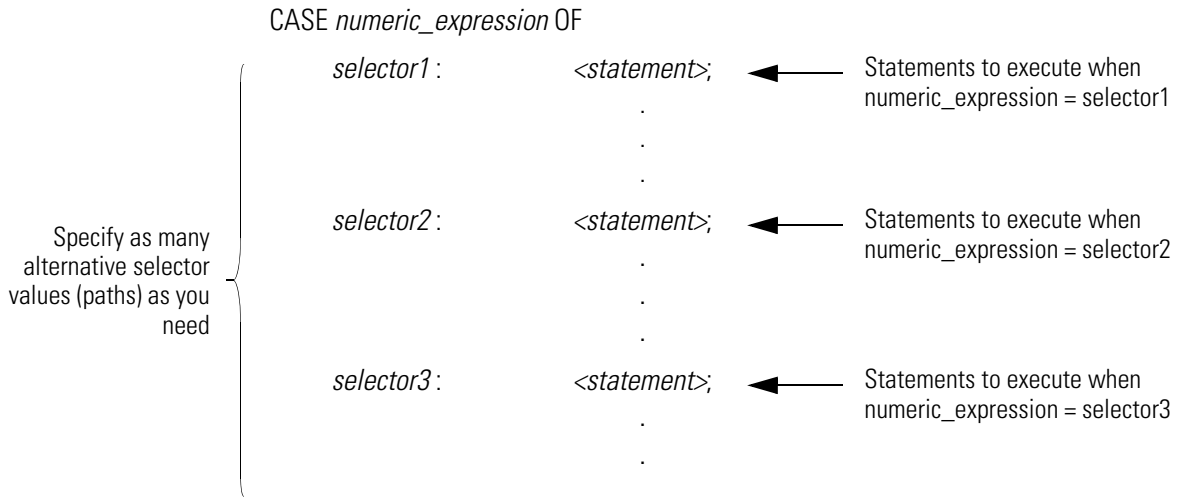 CASE numeric_expression OF
selector1 : <statement>; Statements to execute when
numeric_expression = selector1
.
.
.
selector2 : <statement>; Statements to execute when
numeric_expression = selector2
.
.
.
Specify as many
alternative selector
values (paths) as you
need
selector3 : <statement>; Statements to execute when
numeric_expression = selector3
.
.